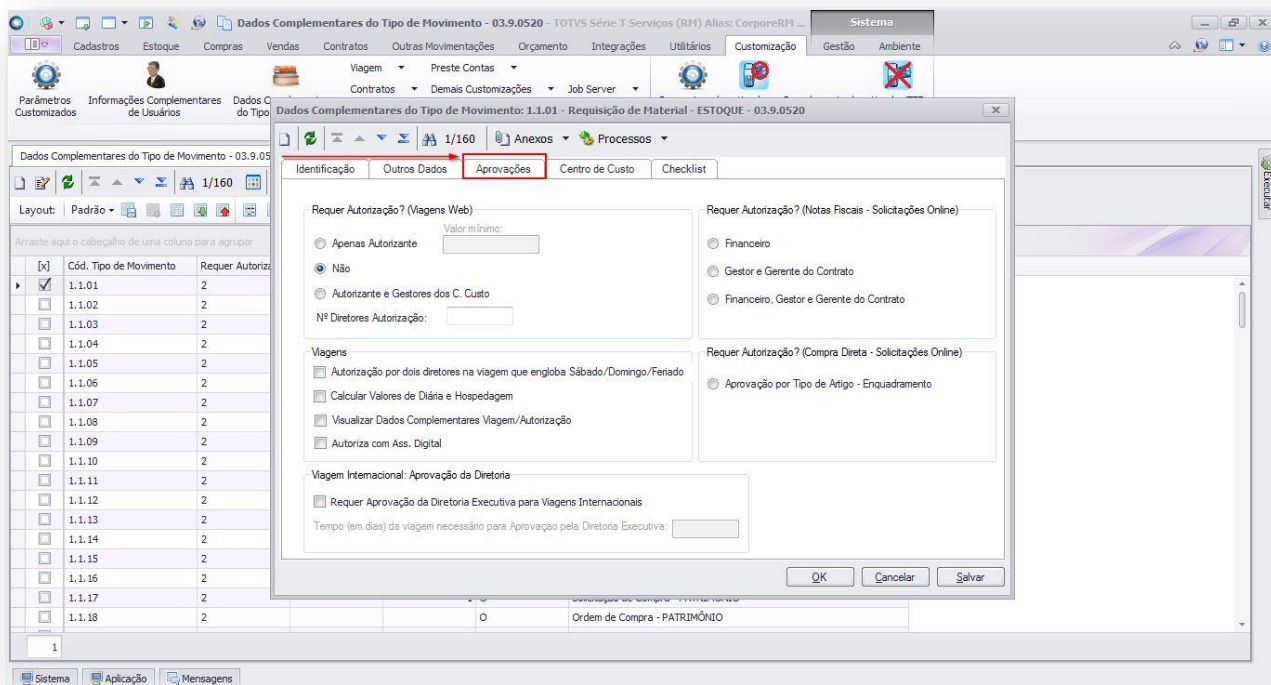 Dados Complementares do Tipo de Movimento - 03.9.0520 - TOTVS Série T Serviços (RM) Alias: CorporeRM ...
Sistema
Cadastros Estoque Compras Vendas Contratos Outras Movimentações Orçamento Integrações Utilitários Customização Gestão Ambiente
Viagem Preste Contas
Contratos Demais Customizações Job Server
Parâmetros Customizados
Informações Complementares de Usuários
Dados C
do Tipo
Dados Complementares do Tipo de Movimento - 03.9.05
1/160
Layout: Padrão
Arraste aqui o cabeçalho de uma coluna para agrupar
[x] Cód. Tipo de Movimento Requer Autoriza
1.1.01 2
1.1.02 2
1.1.03 2
1.1.04 2
1.1.05 2
1.1.06 2
1.1.07 2
1.1.08 2
1.1.09 2
1.1.10 2
1.1.11 2
1.1.12 2
1.1.13 2
1.1.14 2
1.1.15 2
1.1.16 2
1.1.17 2
1.1.18 2 O Ordem de Compra - PATRIMÔNIO
1
Executar
Dados Complementares do Tipo de Movimento: 1.1.01 - Requisição de Material - ESTOQUE - 03.9.0520
1/160 Anexos Processos
Identificação Outros Dados Aprovações Centro de Custo Checklist
Requer Autorização? (Viagens Web)
Valor mínimo:
Apenas Autorizante
Não
Autorizante e Gestores dos C. Custo
Nº Diretores Autorização:
Requer Autorização? (Notas Fiscais - Solicitações Online)
Financeiro
Gestor e Gerente do Contrato
Financeiro, Gestor e Gerente do Contrato
Viagens
Autorização por dois diretores na viagem que engloba Sábado/Domingo/Feriado
Calcular Valores de Diária e Hospedagem
Visualizar Dados Complementares Viagem/Autorização
Autoriza com Ass. Digital
Requer Autorização? (Compra Direta - Solicitações Online)
Aprovação por Tipo de Artigo - Enquadramento
Viagem Internacional: Aprovação da Diretoria
Requer Aprovação da Diretoria Executiva para Viagens Internacionais
Tempo (em dias) da viagem necessário para Aprovaçao pela Diretoria Executiva:
OK Cancelar Salvar
Sistema Aplicação Mensagens